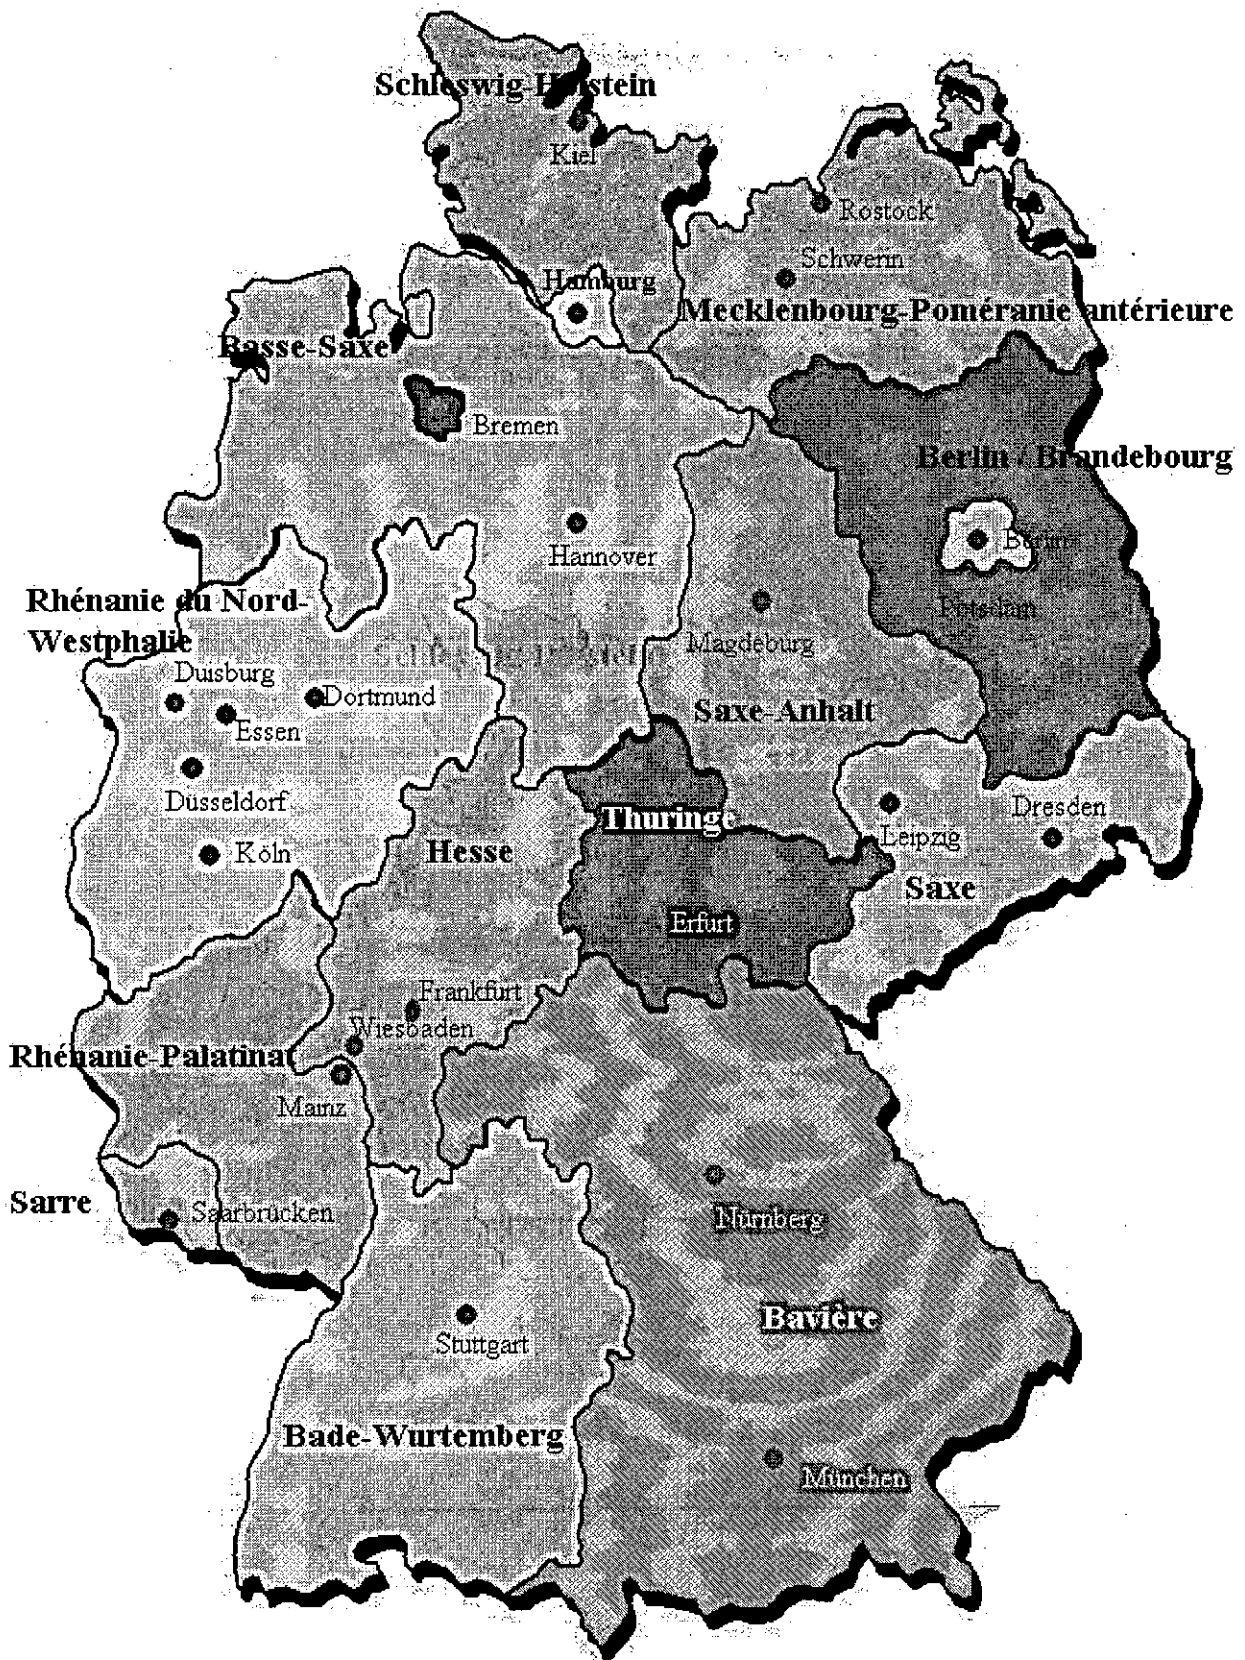 Schleswig-Holstein
Kiel
Rostock
Schwerin
Hamburg
Mecklenbourg-Poméranie antérieure
Basse-Saxe
Bremen
Berlin / Brandebourg
Hannover
Berlin
Rhénanie du Nord-
Westphalie
Potsdam
Magdeburg
Duisburg
Dortmund
Essen
Saxe-Anhalt
Düsseldorf
Dresden
Thuringe
Leipzig
Köln
Hesse
Saxe
Erfurt
Frankfurt
Wiesbaden
Rhénanie-Palatinat
Mainz
Sarre
Saarbrucken
Nürnberg
Bavière
Stuttgart
Bade-Wurtemberg
München